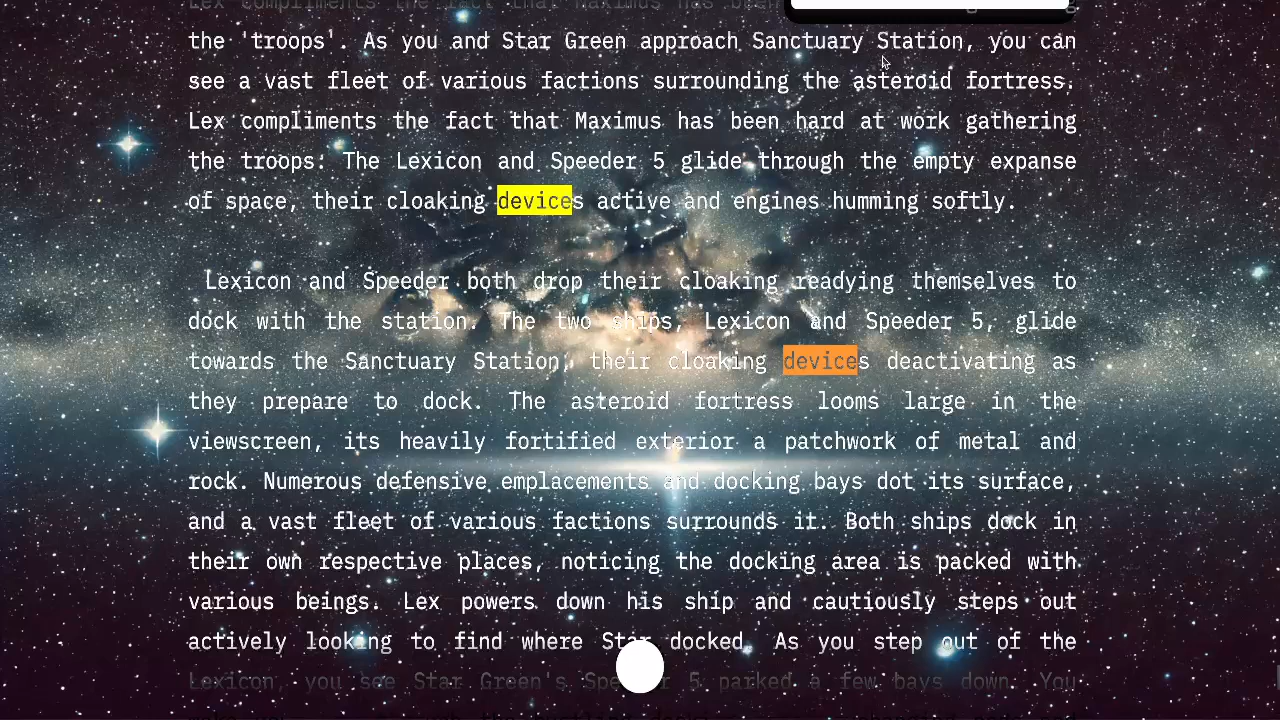 Lex compliments the fact that Maximus has been
the 'troops'. As you and Star Green approach Sanctuary Station, you can
see a vast fleet of various factions surrounding the asteroid fortress.
Lex compliments the fact that Maximus has been hard at work gathering
the troops: The Lexicon and Speeder 5 glide through the empty expanse
of space, their cloaking devices active and engines humming softly.
Lexicon and Speeder both drop their cloaking readying themselves to
dock with the station. The two ships, Lexicon and Speeder 5, glide
towards the Sanctuary Station, their cloaking devices deactivating as
they prepare to dock. The asteroid fortress looms large in the
viewscreen, its heavily fortified exterior a patchwork of metal and
rock. Numerous defensive emplacements and docking bays dot its surface,
and a vast fleet of various factions surrounds it. Both ships dock in
their own respective places, noticing the docking area is packed with
various beings. Lex powers down his ship and cautiously steps out
actively looking to find where Star docked. As you step out of the
Lexicon, you see Star Green's Speeder 5 parked a few bays down. You